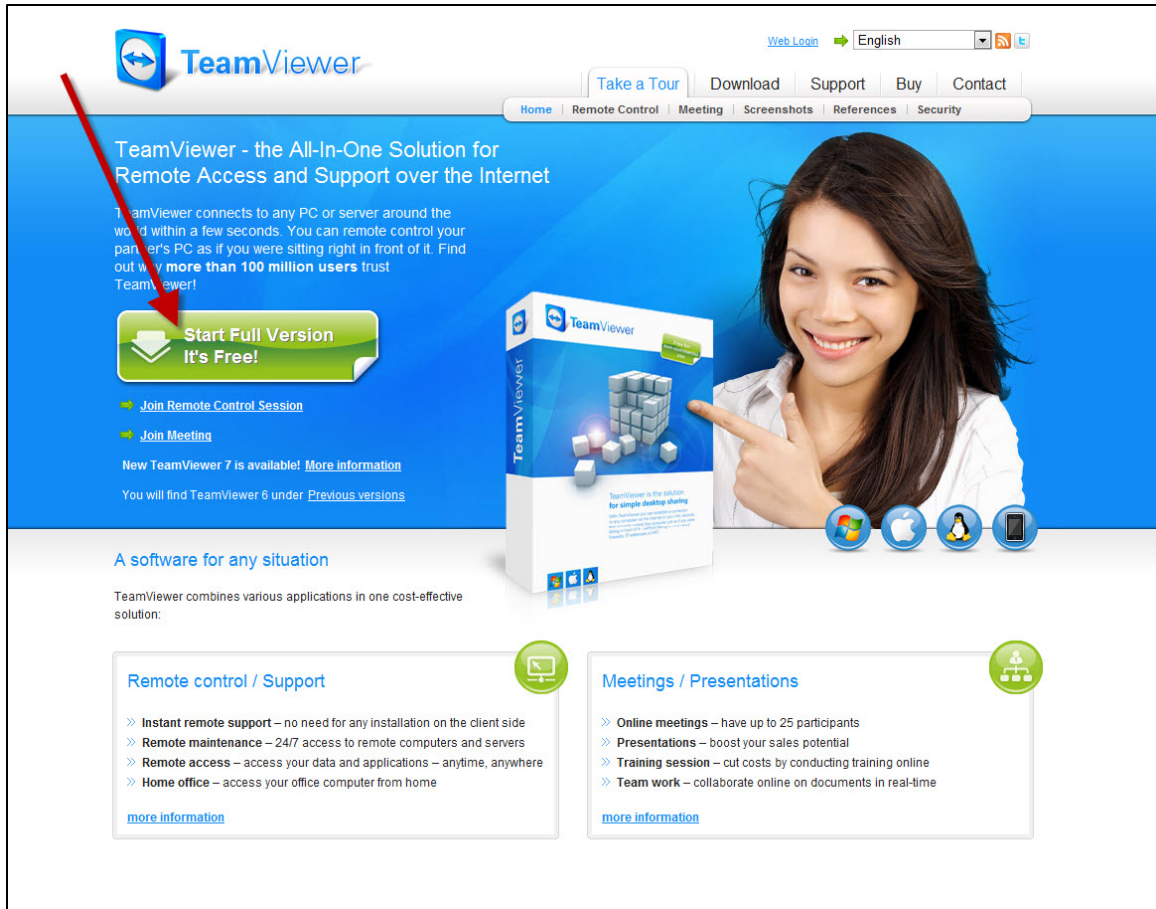 TeamViewer
Web Login
English
Take a Tour
Download
Support
Buy
Contact
Home
Remote Control
Meeting
Screenshots
References
Security
TeamViewer - the All-In-One Solution for
Remote Access and Support over the Internet
TeamViewer connects to any PC or server around the
world within a few seconds. You can remote control your
partner's PC as if you were sitting right in front of it. Find
out why more than 100 million users trust
TeamViewer!
Start Full Version
It's Free!
Join Remote Control Session
Join Meeting
New TeamViewer 7 is available! More information
You will find TeamViewer 6 under Previous versions
TeamViewer
TeamViewer
TeamViewer is the solution
for simple desktop sharing
A software for any situation
TeamViewer combines various applications in one cost-effective
solution:
Remote control / Support
» Instant remote support – no need for any installation on the client side
» Remote maintenance – 24/7 access to remote computers and servers
» Remote access – access your data and applications – anytime, anywhere
» Home office – access your office computer from home
more information
Meetings / Presentations
» Online meetings – have up to 25 participants
» Presentations – boost your sales potential
» Training session – cut costs by conducting training online
» Team work – collaborate online on documents in real-time
more information